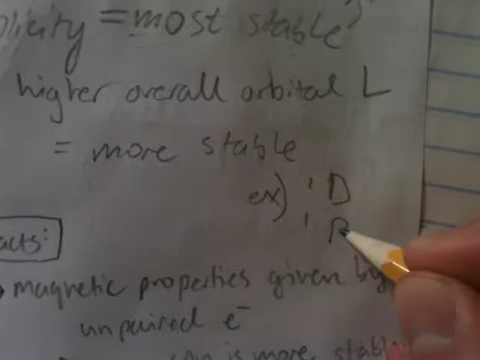 olicity = most stable
higher overall orbital L
= more stable
ex) ¹D
¹P
acts:
magnetic properties given by
unpaired e⁻
is more stable